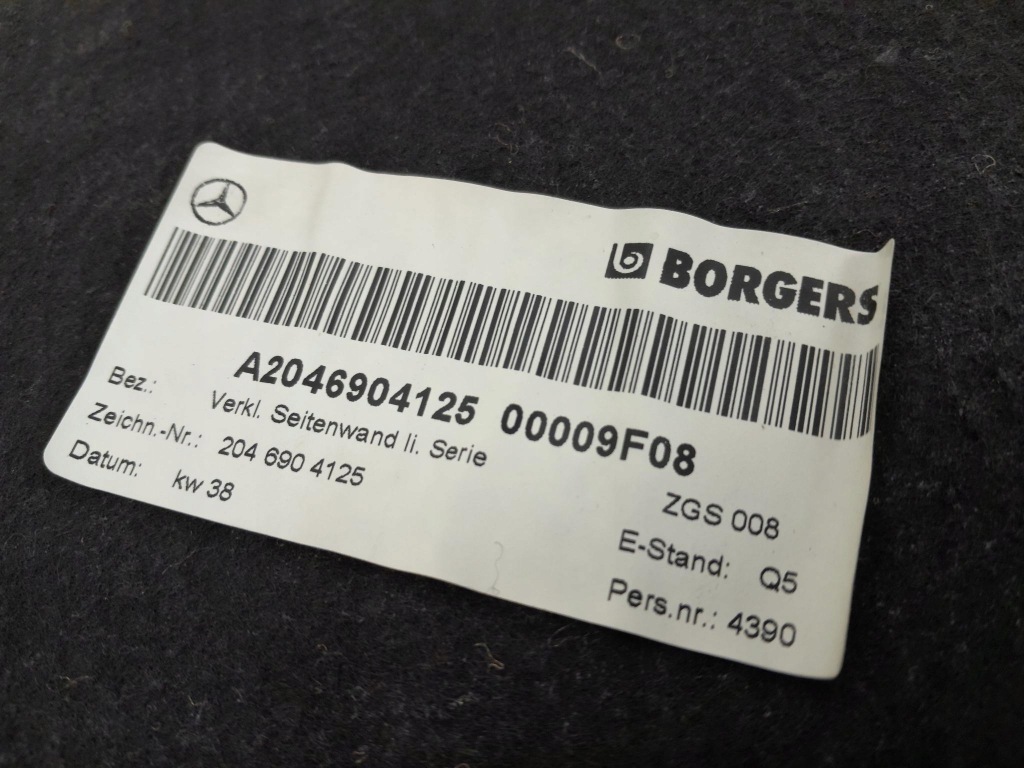 BORGERS
A2046904125 00009F08
Bez.: Verkl. Seitenwand li. Serie
Zeichn.-Nr.: 204 690 4125
Datum: kw 38
ZGS 008
E-Stand: Q5
Pers.nr.: 4390